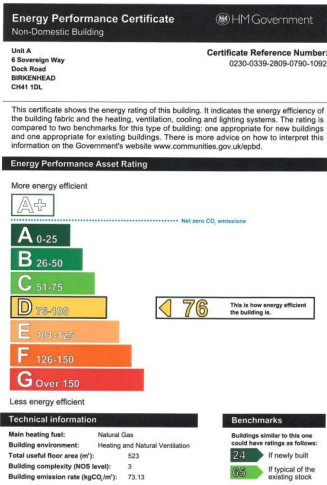 Energy Performance Certificate
Non-Domestic Building
HM Government
Unit A
6 Sovereign Way
Dock Road
BIRKENHEAD
CH41 1DL
Certificate Reference Number:
0230-0339-2809-0790-1092
This certificate shows the energy rating of this building. It indicates the energy efficiency of
the building fabric and the heating, ventilation, cooling and lighting systems. The rating is
compared to two benchmarks for this type of building: one appropriate for new buildings
and one appropriate for existing buildings. There is more advice on how to interpret this
information on the Government's website www.communities.gov.uk/epbd.
Energy Performance Asset Rating
More energy efficient
A+
Net zero CO₂ emissions
A 0-25
B 26-50
C 51-75
D 76-100
76
This is how energy efficient
the building is.
E 101-125
F 126-150
G Over 150
Less energy efficient
Technical information
Main heating fuel: Natural Gas
Building environment: Heating and Natural Ventilation
Total useful floor area (m²): 523
Building complexity (NOS level): 3
Building emission rate (kgCO₂/m²): 73.13
Benchmarks
Buildings similar to this one
could have ratings as follows:
24 If newly built
65 If typical of the
existing stock